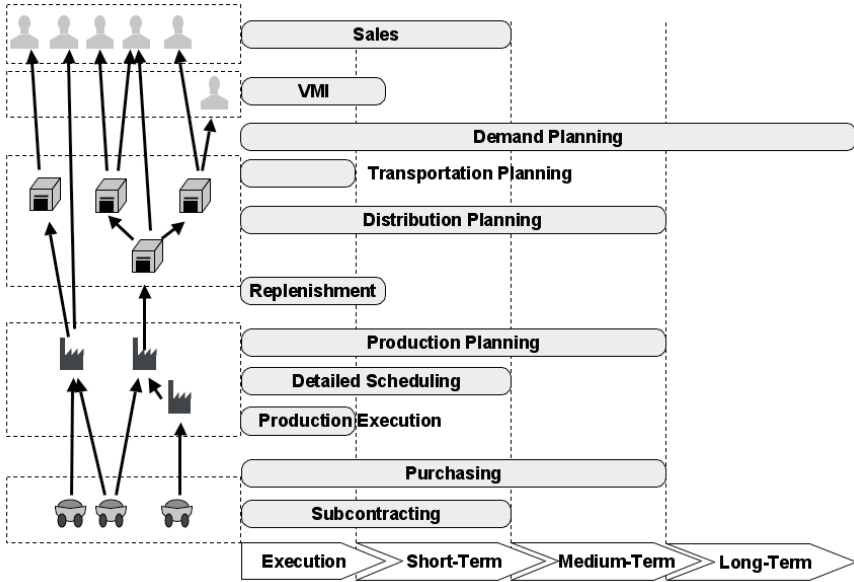 Sales
VMI
Demand Planning
Transportation Planning
Distribution Planning
Replenishment
Production Planning
Detailed Scheduling
Production Execution
Purchasing
Subcontracting
Execution Short-Term Medium-Term Long-Term